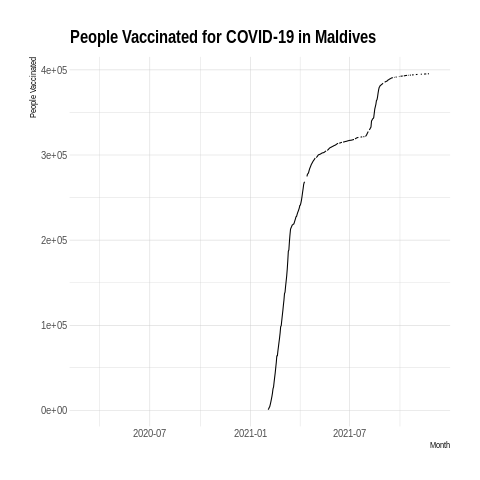 People Vaccinated for COVID-19 in Maldives
People Vaccinated
4e+05
3e+05
2e+05
1e+05
0e+00
2020-07 2021-01 2021-07
Month